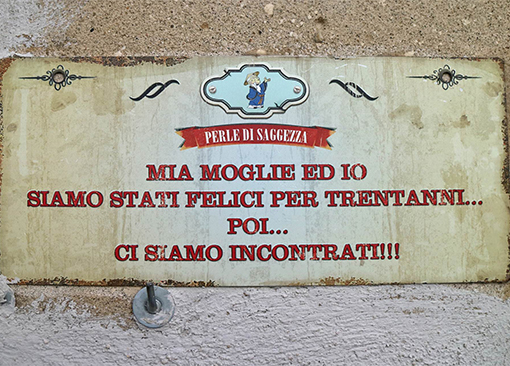 PERLE DI SAGGEZZA
MIA MOGLIE ED IO
SIAMO STATI FELICI PER TRENTANNI...
POI...
CI SIAMO INCONTRATI!!!